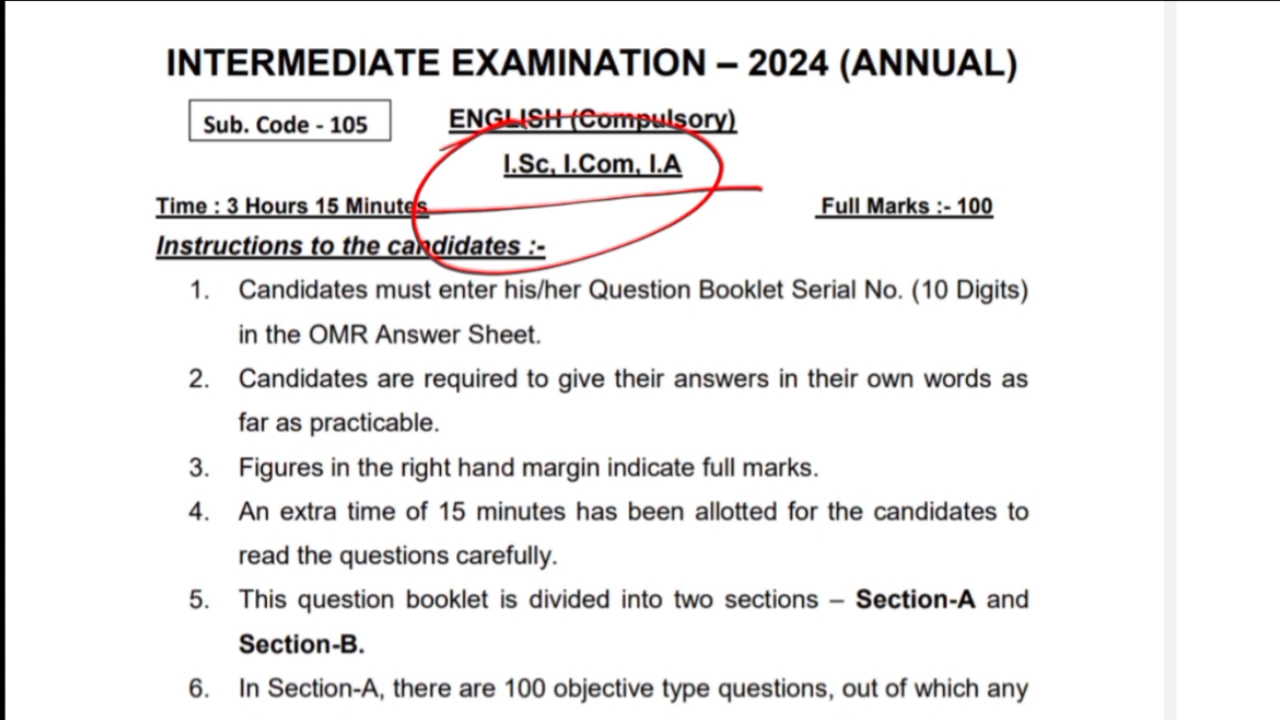 INTERMEDIATE EXAMINATION – 2024 (ANNUAL)
Sub. Code - 105 ENGLISH (Compulsory)
I.Sc, I.Com, I.A
Time : 3 Hours 15 Minutes Full Marks :- 100
Instructions to the candidates :-
1. Candidates must enter his/her Question Booklet Serial No. (10 Digits)
in the OMR Answer Sheet.
2. Candidates are required to give their answers in their own words as
far as practicable.
3. Figures in the right hand margin indicate full marks.
4. An extra time of 15 minutes has been allotted for the candidates to
read the questions carefully.
5. This question booklet is divided into two sections – Section-A and
Section-B.
6. In Section-A, there are 100 objective type questions, out of which any